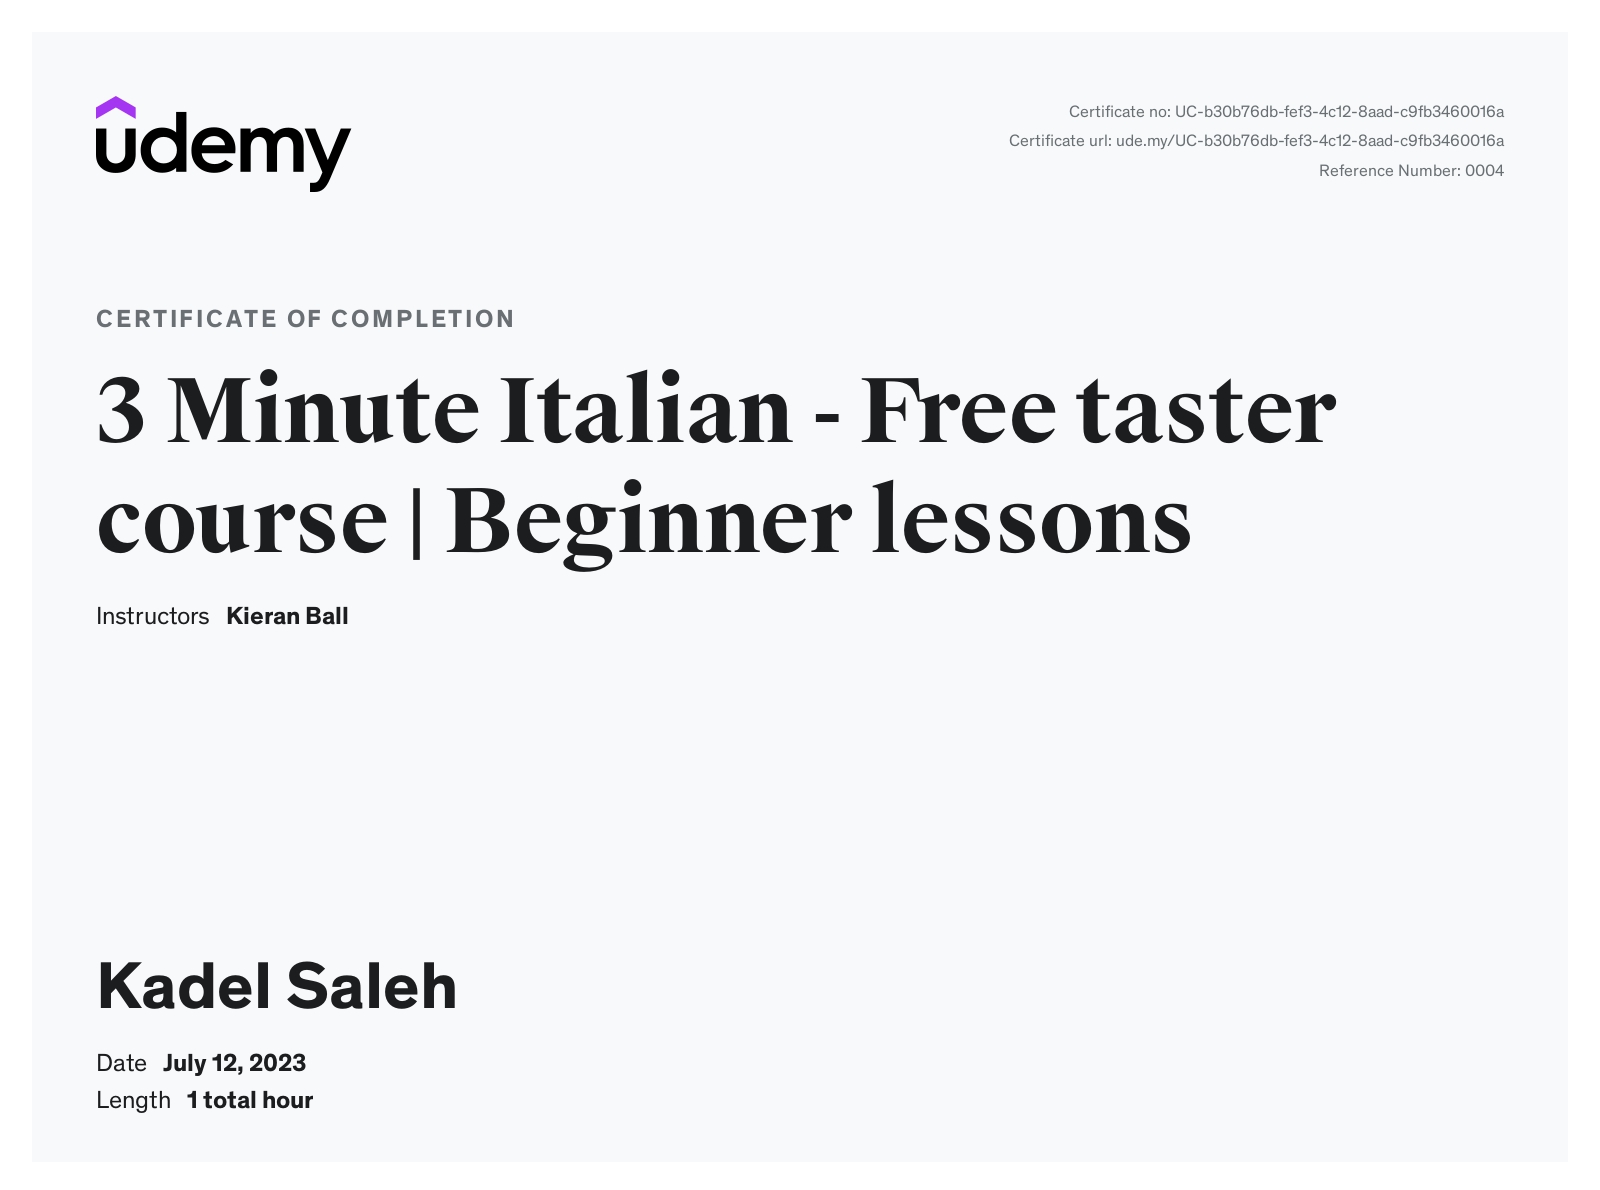 udemy
Certificate no: UC-b30b76db-fef3-4c12-8aad-c9fb3460016a
Certificate url: ude.my/UC-b30b76db-fef3-4c12-8aad-c9fb3460016a
Reference Number: 0004
CERTIFICATE OF COMPLETION
3 Minute Italian - Free taster
course | Beginner lessons
Instructors Kieran Ball
Kadel Saleh
Date July 12, 2023
Length 1 total hour